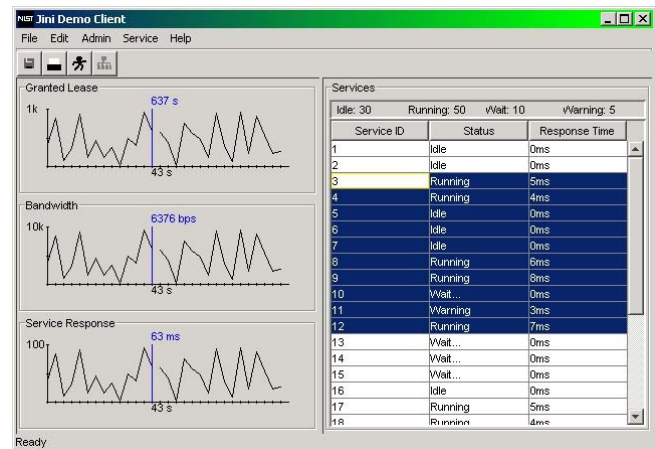 NIST Jini Demo Client
File Edit Admin Service Help
Granted Lease
637 s
1k
43 s
Bandwidth
6376 bps
10k
43 s
Service Response
63 ms
100
43 s
Services
Idle: 30 Running: 50 Wait: 10 Warning: 5
Service ID Status Response Time
1 Idle 0ms
2 Idle 0ms
3 Running 5ms
4 Running 4ms
5 Idle 0ms
6 Idle 0ms
7 Idle 0ms
8 Running 6ms
9 Running 8ms
10 Wait... 0ms
11 Warning 3ms
12 Running 7ms
13 Wait... 0ms
14 Wait... 0ms
15 Wait... 0ms
16 Idle 0ms
17 Running 5ms
18 Running 4ms
Ready